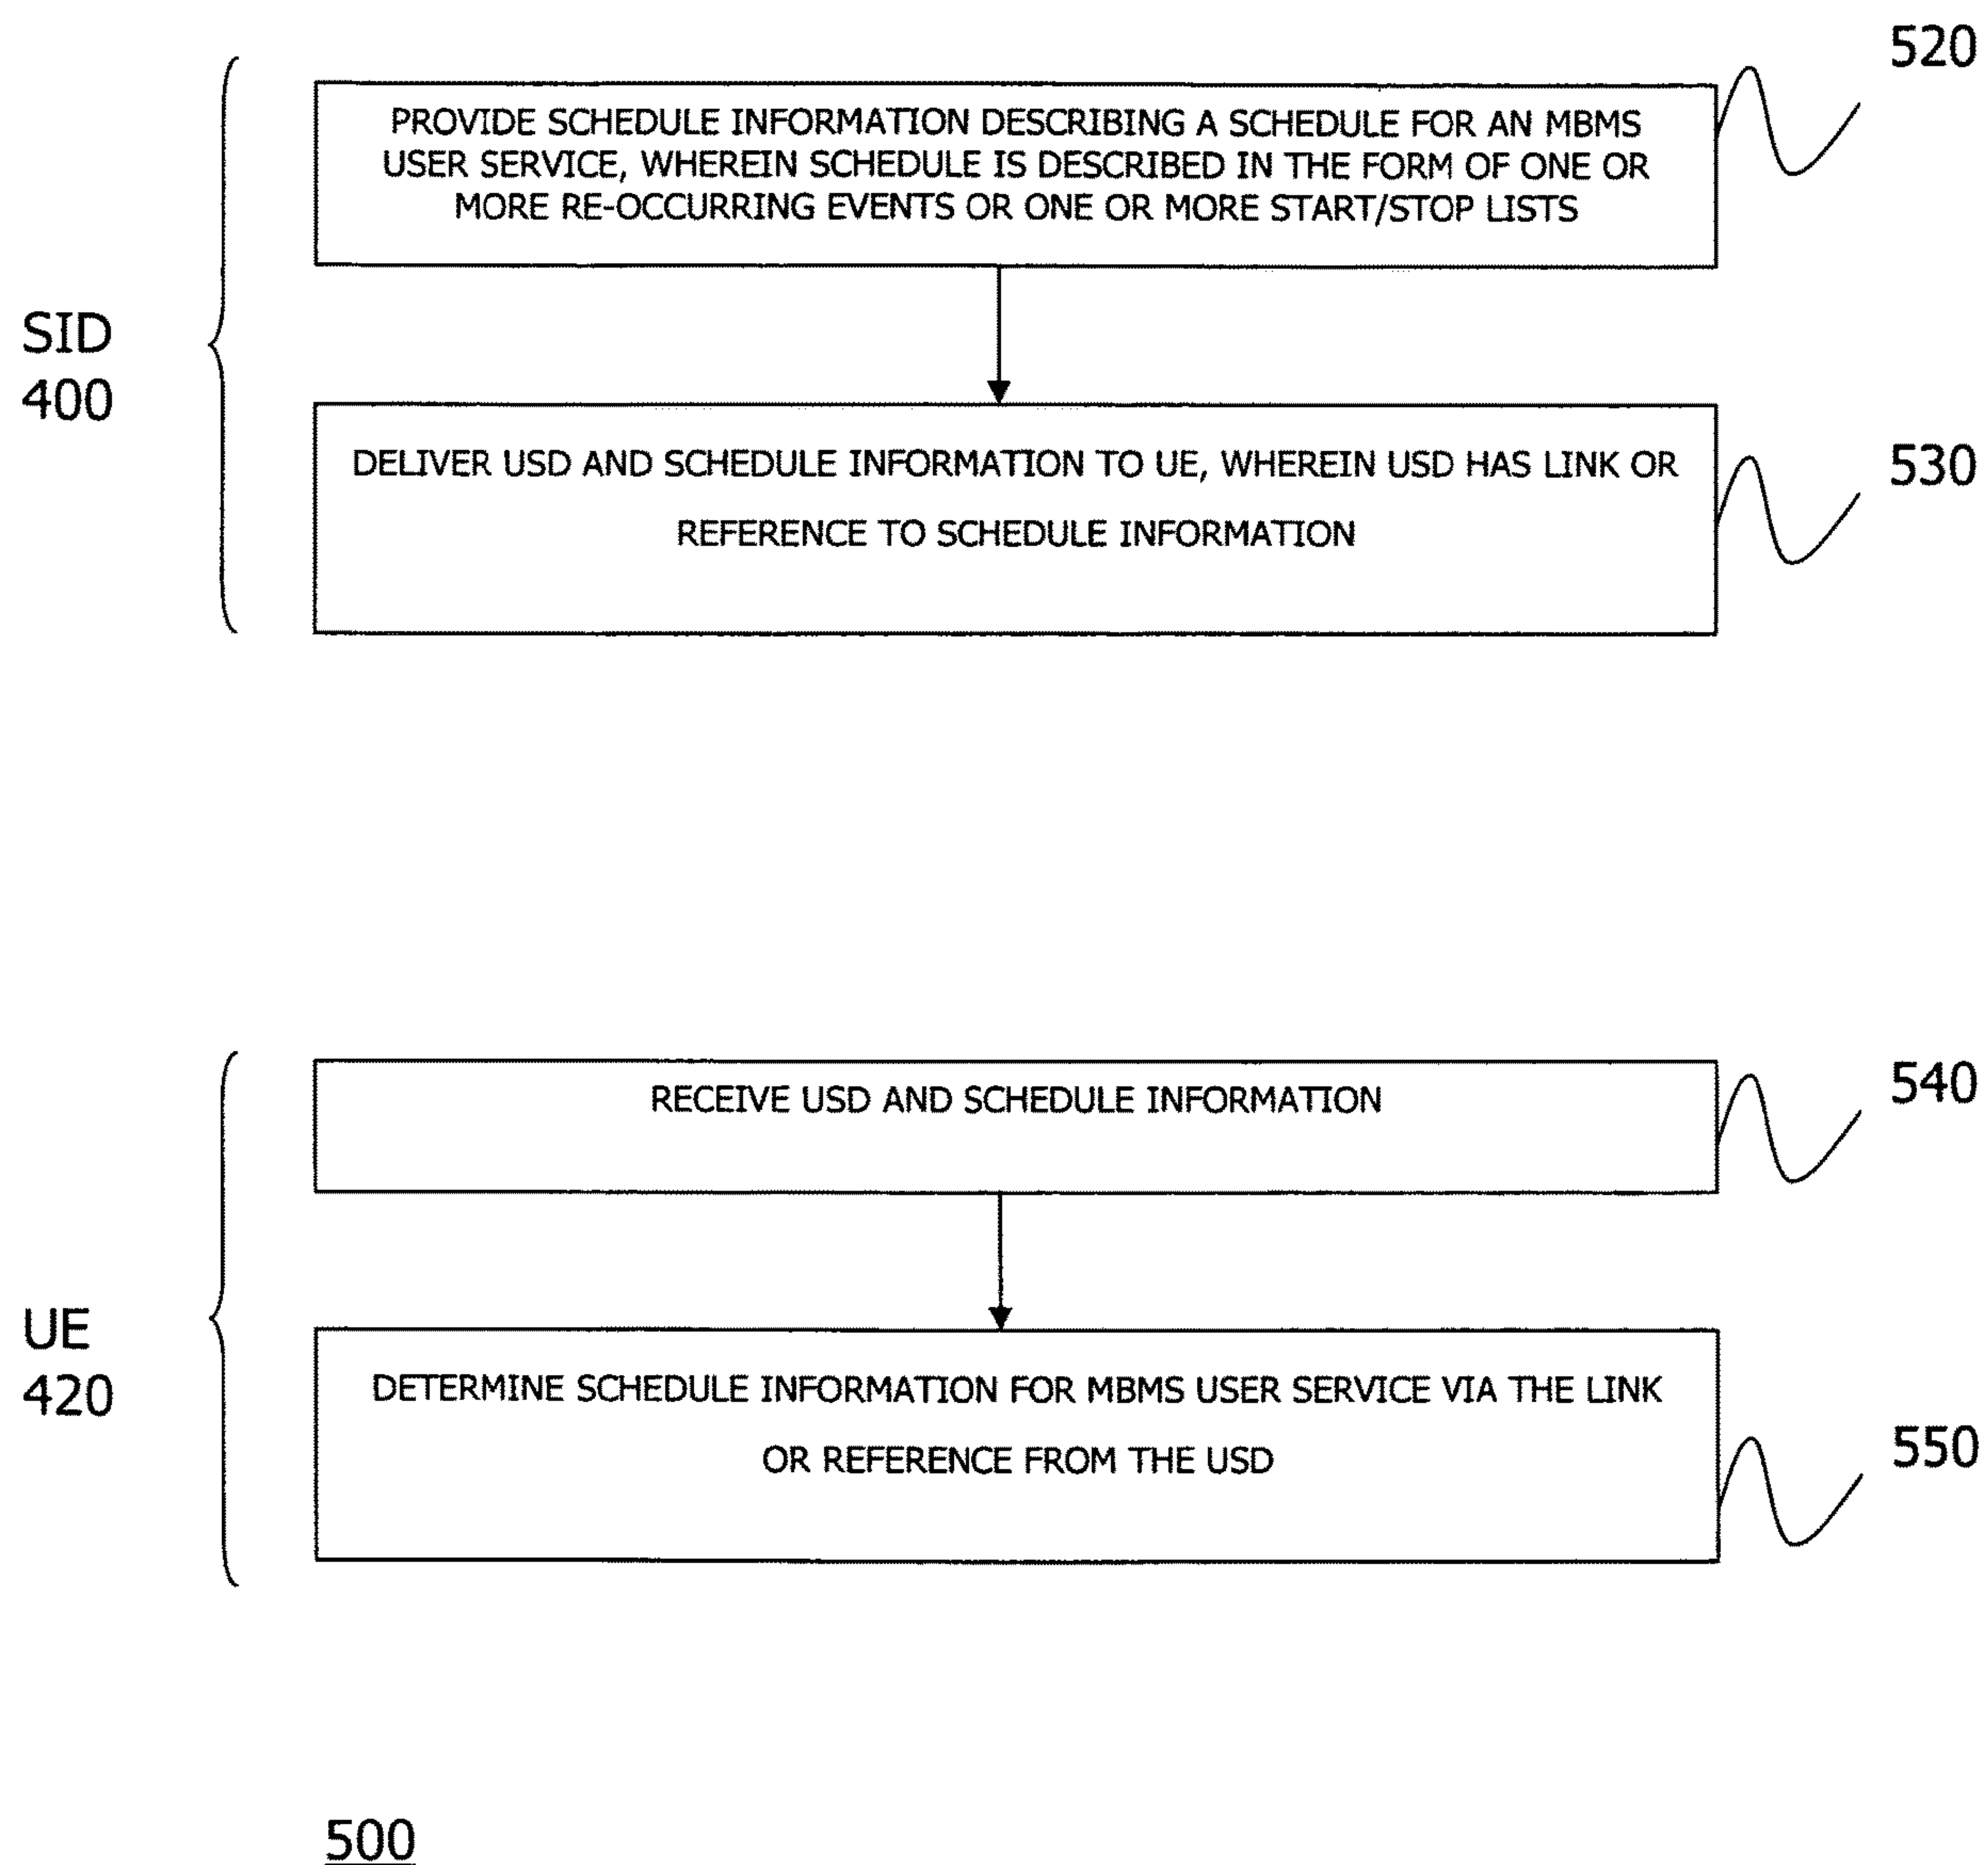 520
PROVIDE SCHEDULE INFORMATION DESCRIBING A SCHEDULE FOR AN MBMS
USER SERVICE, WHEREIN SCHEDULE IS DESCRIBED IN THE FORM OF ONE OR
MORE RE-OCCURRING EVENTS OR ONE OR MORE START/STOP LISTS
SID
400
530
DELIVER USD AND SCHEDULE INFORMATION TO UE, WHEREIN USD HAS LINK OR
REFERENCE TO SCHEDULE INFORMATION
540
RECEIVE USD AND SCHEDULE INFORMATION
UE
420
DETERMINE SCHEDULE INFORMATION FOR MBMS USER SERVICE VIA THE LINK
OR REFERENCE FROM THE USD
550
500